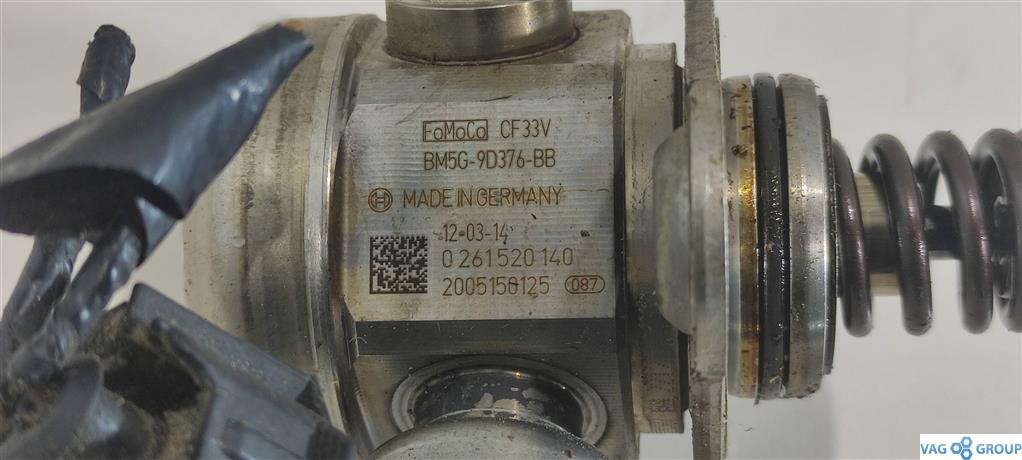 FoMoCo CF33V
BM5G-9D376-BB
MADE IN GERMANY
12-03-14
0 261 520 140
2005150125 087
VAG GROUP